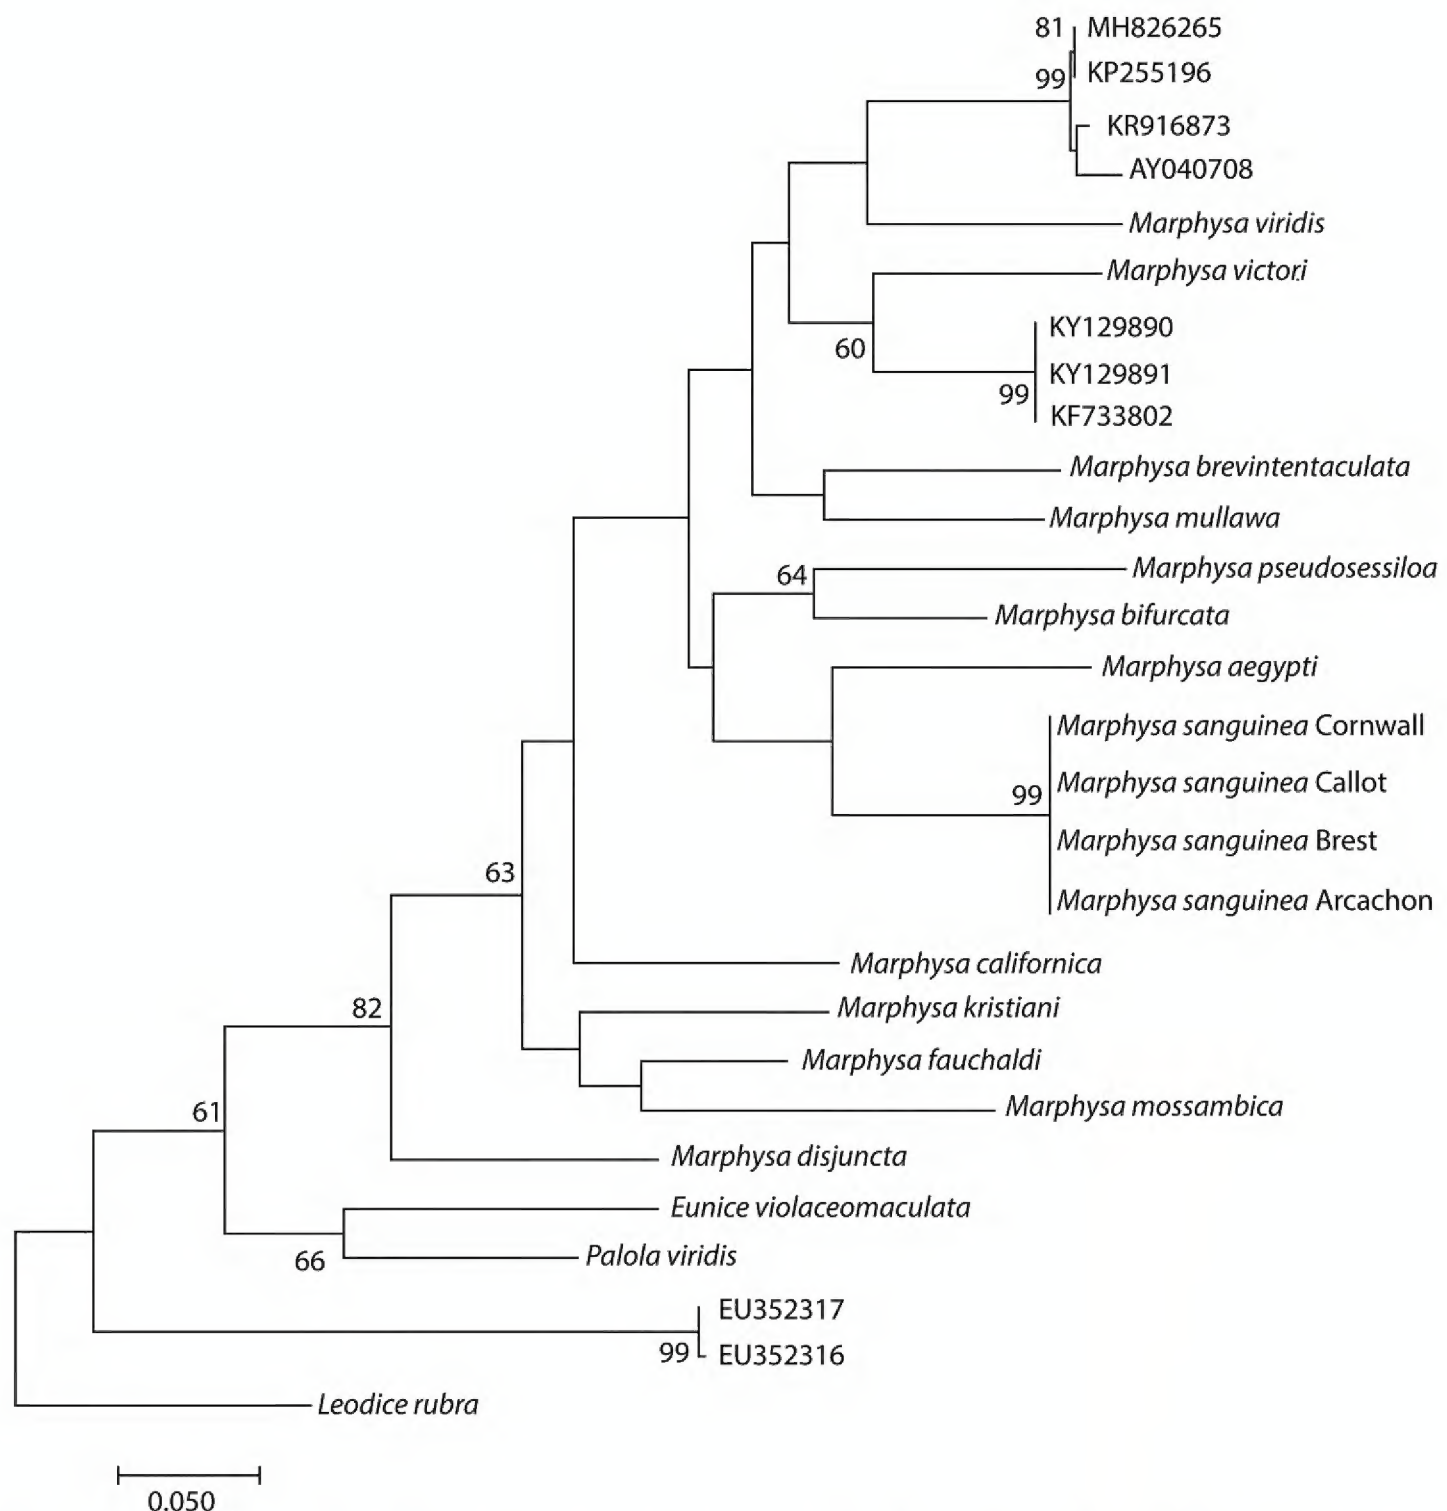 81 MH826265
KP255196
99
KR916873
AY040708
Marphysa viridis
Marphysa victori
KY129890
60
KY129891
99
KF733802
Marphysa brevintentaculata
Marphysa mullawa
64 Marphysa pseudosessiloa
Marphysa bifurcata
Marphysa aegypti
Marphysa sanguinea Cornwall
Marphysa sanguinea Callot
99
Marphysa sanguinea Brest
63
Marphysa sanguinea Arcachon
Marphysa californica
82 Marphysa kristiani
Marphysa fauchaldi
61 Marphysa mossambica
Marphysa disjuncta
Eunice violaceomaculata
66 Palola viridis
EU352317
99 EU352316
Leodice rubra
0.050